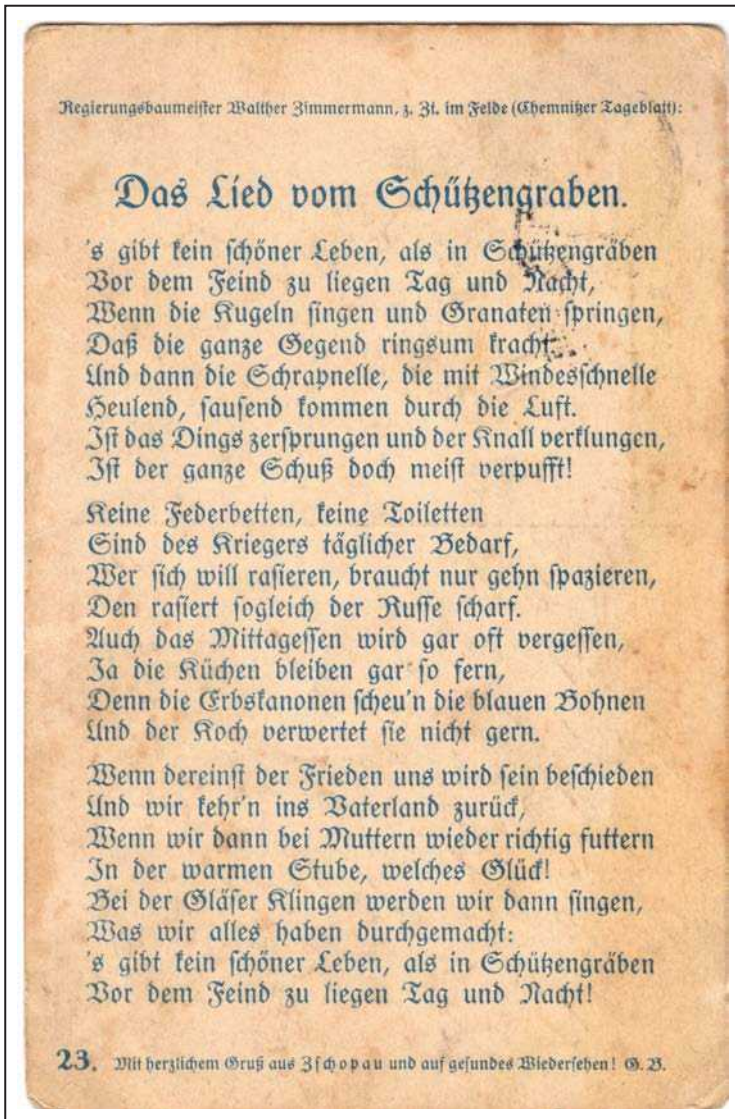 Regierungsbaumeister Walther Zimmermann, z. Zt. im Felde (Chemnitzer Tageblatt):
Das Lied vom Schützengraben.
's gibt kein schöner Leben, als in Schützengräben
Vor dem Feind zu liegen Tag und Nacht,
Wenn die Kugeln singen und Granaten springen,
Daß die ganze Gegend ringsum kracht.
Und dann die Schrapnelle, die mit Windesschnelle
Heulend, sausend kommen durch die Luft.
Ist das Dings zersprungen und der Knall verklungen,
Ist der ganze Schuß doch meist verpufft!
Keine Federbetten, keine Toiletten
Sind des Kriegers täglicher Bedarf,
Wer sich will rasieren, braucht nur gehn spazieren,
Den rasiert sogleich der Russe scharf.
Auch das Mittagessen wird gar oft vergessen,
Ja die Küchen bleiben gar so fern,
Denn die Erbskanonen scheu'n die blauen Bohnen
Und der Koch verwertet sie nicht gern.
Wenn dereinst der Frieden uns wird sein beschieden
Und wir kehr'n ins Vaterland zurück,
Wenn wir dann bei Muttern wieder richtig futtern
In der warmen Stube, welches Glück!
Bei der Gläser Klingen werden wir dann singen,
Was wir alles haben durchgemacht:
's gibt kein schöner Leben, als in Schützengräben
Vor dem Feind zu liegen Tag und Nacht!
23. Mit herzlichem Gruß aus Zschopau und auf gesundes Wiedersehen! G. B.